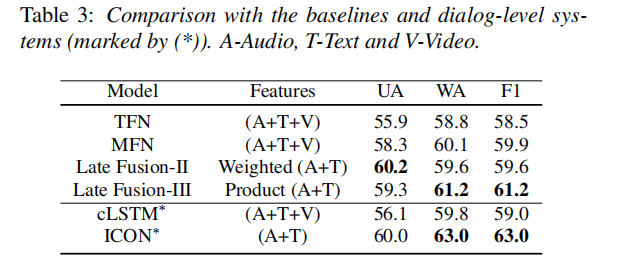 Table 3: Comparison with the baselines and dialog-level sys-
tems (marked by (*)). A-Audio, T-Text and V-Video.
Model Features UA WA F1
TFN (A+T+V) 55.9 58.8 58.5
MFN (A+T+V) 58.3 60.1 59.9
Late Fusion-II Weighted (A+T) 60.2 59.6 59.6
Late Fusion-III Product (A+T) 59.3 61.2 61.2
cLSTM* (A+T+V) 56.1 59.8 59.0
ICON* (A+T) 60.0 63.0 63.0